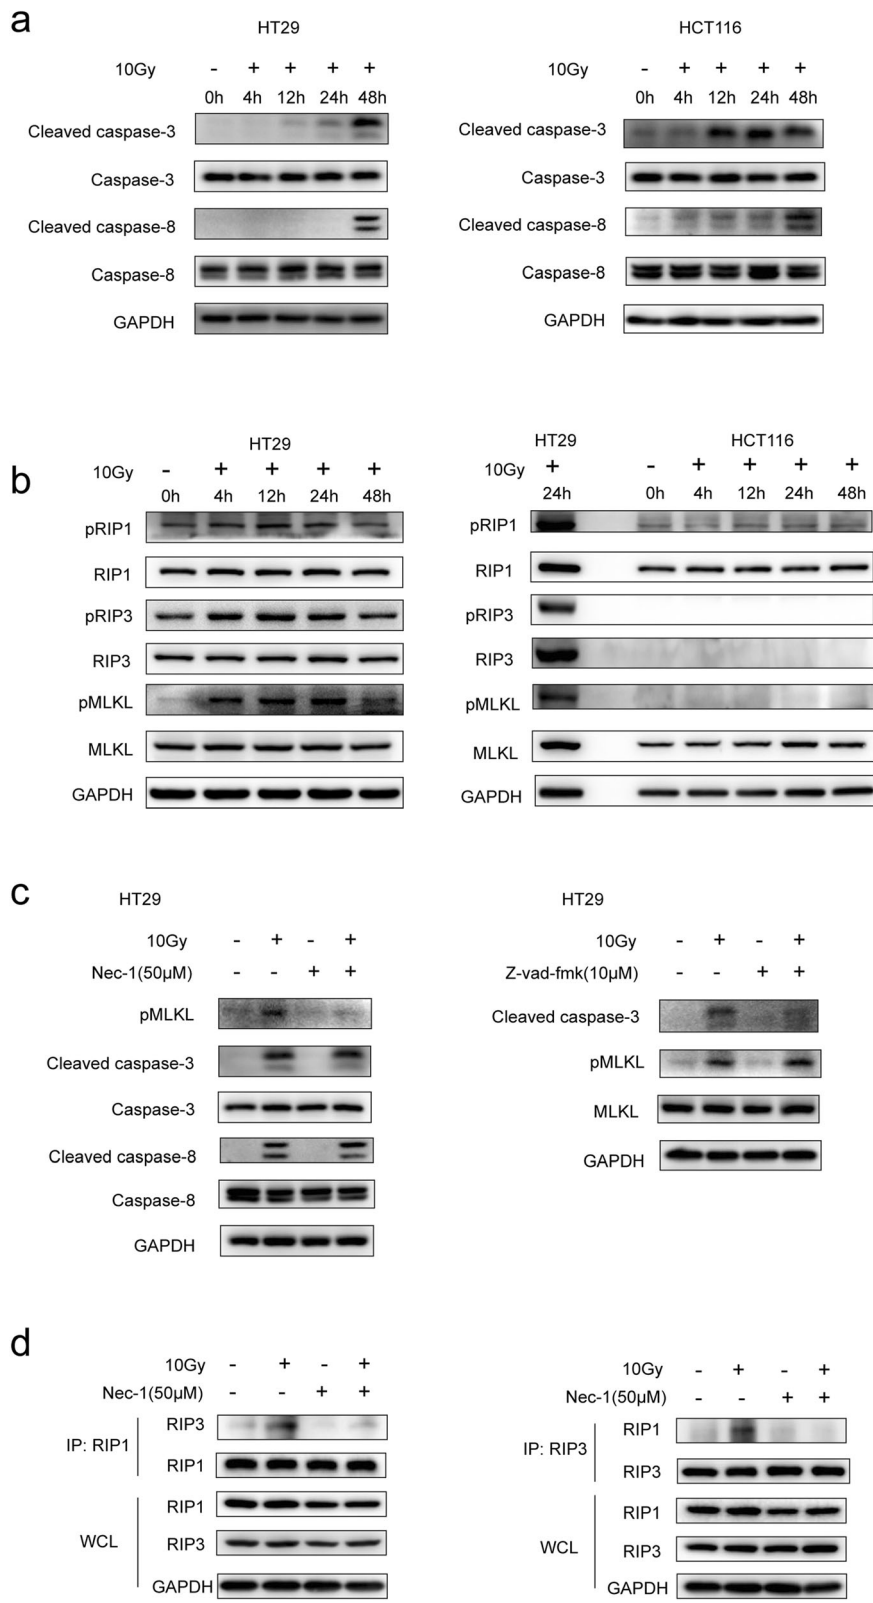 a
HT29
10Gy - + + + +
0h 4h 12h 24h 48h
Cleaved caspase-3
Caspase-3
Cleaved caspase-8
Caspase-8
GAPDH
HCT116
10Gy - + + + +
0h 4h 12h 24h 48h
Cleaved caspase-3
Caspase-3
Cleaved caspase-8
Caspase-8
GAPDH
b
HT29
10Gy - + + + +
0h 4h 12h 24h 48h
pRIP1
RIP1
pRIP3
RIP3
pMLKL
MLKL
GAPDH
HT29 HCT116
10Gy + - + + + +
24h 0h 4h 12h 24h 48h
pRIP1
RIP1
pRIP3
RIP3
pMLKL
MLKL
GAPDH
c
HT29
10Gy - + - +
Nec-1(50μM) - - + +
pMLKL
Cleaved caspase-3
Caspase-3
Cleaved caspase-8
Caspase-8
GAPDH
HT29
10Gy - + - +
Z-vad-fmk(10μM) - - + +
Cleaved caspase-3
pMLKL
MLKL
GAPDH
d
10Gy - + - +
Nec-1(50μM) - - + +
IP: RIP1
RIP3
RIP1
WCL
RIP1
RIP3
GAPDH
10Gy - + - +
Nec-1(50μM) - - + +
IP: RIP3
RIP1
RIP3
WCL
RIP1
RIP3
GAPDH